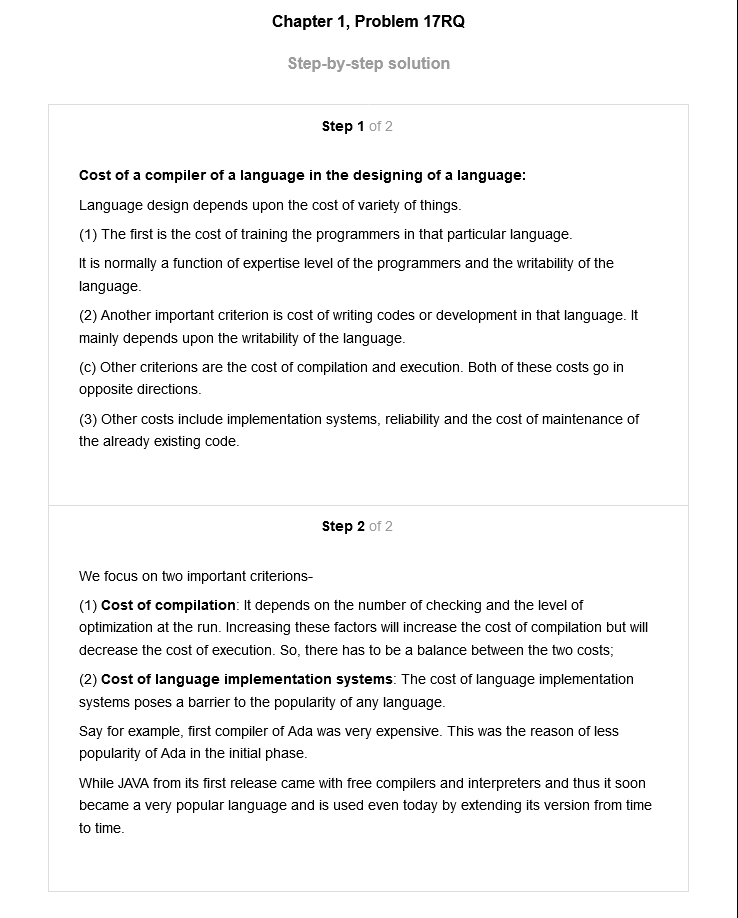 Chapter 1, Problem 17RQ
Step-by-step solution
Step 1 of 2
Cost of a compiler of a language in the designing of a language:
Language design depends upon the cost of variety of things.
(1) The first is the cost of training the programmers in that particular language.
It is normally a function of expertise level of the programmers and the writability of the
language.
(2) Another important criterion is cost of writing codes or development in that language. It
mainly depends upon the writability of the language.
(c) Other criterions are the cost of compilation and execution. Both of these costs go in
opposite directions.
(3) Other costs include implementation systems, reliability and the cost of maintenance of
the already existing code.
Step 2 of 2
We focus on two important criterions-
(1) Cost of compilation: It depends on the number of checking and the level of
optimization at the run. Increasing these factors will increase the cost of compilation but will
decrease the cost of execution. So, there has to be a balance between the two costs;
(2) Cost of language implementation systems: The cost of language implementation
systems poses a barrier to the popularity of any language.
Say for example, first compiler of Ada was very expensive. This was the reason of less
popularity of Ada in the initial phase.
While JAVA from its first release came with free compilers and interpreters and thus it soon
became a very popular language and is used even today by extending its version from time
to time.